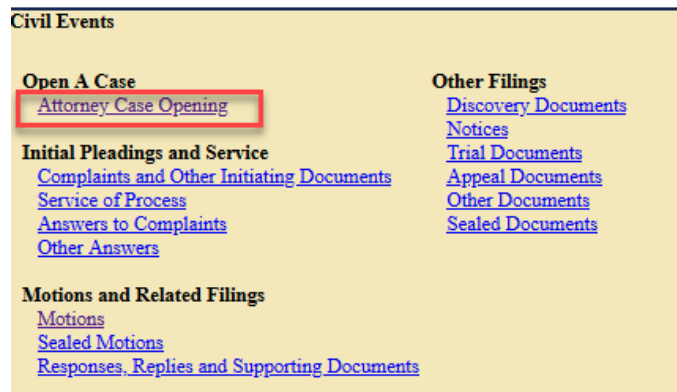 Civil Events
Open A Case
Attorney Case Opening
Initial Pleadings and Service
Complaints and Other Initiating Documents
Service of Process
Answers to Complaints
Other Answers
Motions and Related Filings
Motions
Sealed Motions
Responses, Replies and Supporting Documents
Other Filings
Discovery Documents
Notices
Trial Documents
Appeal Documents
Other Documents
Sealed Documents